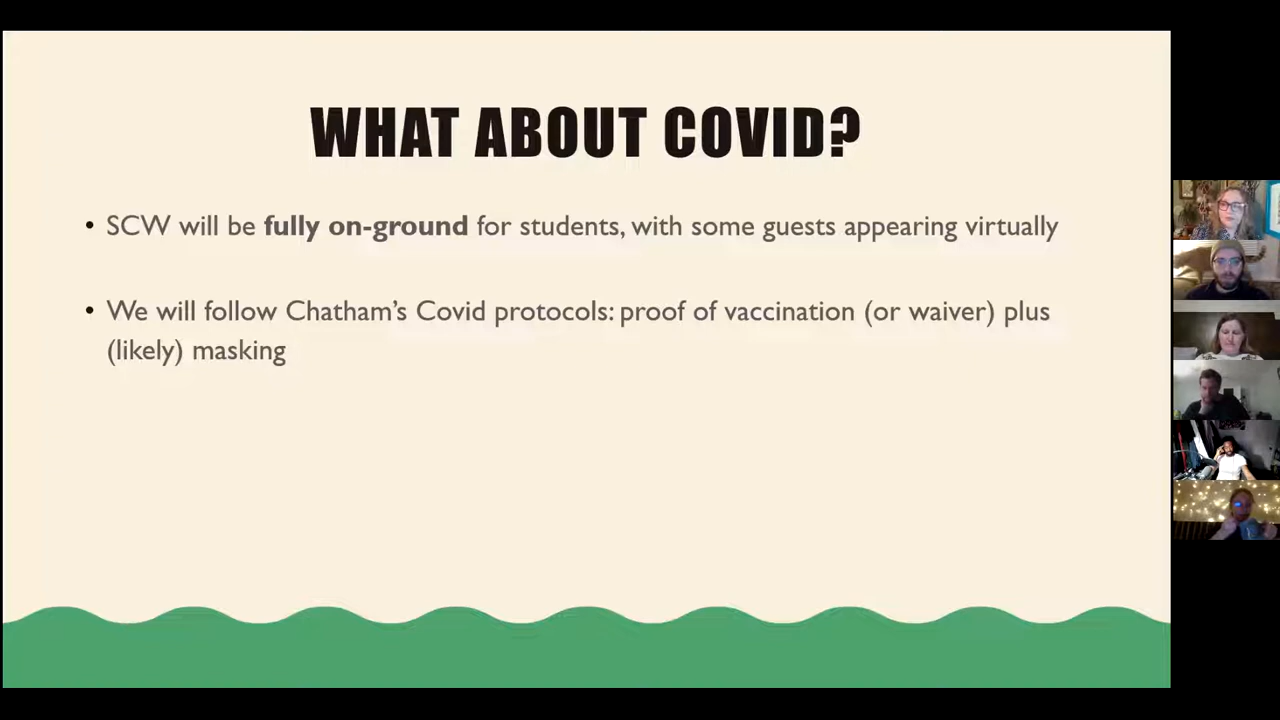 WHAT ABOUT COVID?
• SCW will be fully on-ground for students, with some guests appearing virtually
• We will follow Chatham’s Covid protocols: proof of vaccination (or waiver) plus
(likely) masking